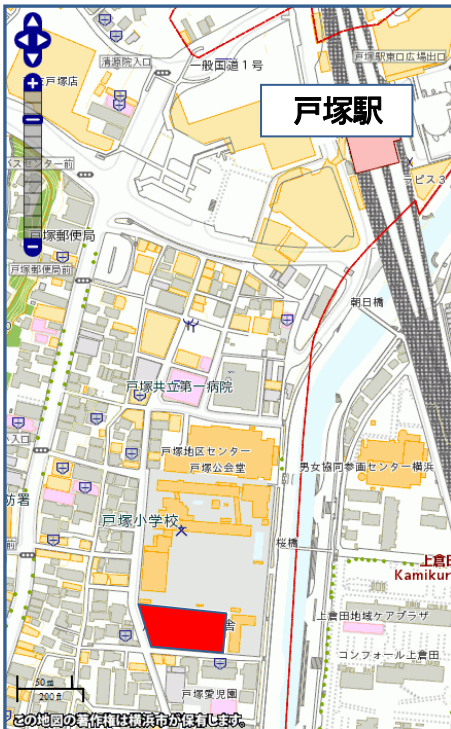 清源院入口
一般国道1号
戸塚駅東口広場出口
戸塚店
戸塚駅
バスセンター前
ラピス3
戸塚郵便局
戸塚郵便局前
朝日橋
戸塚共立第一病院
戸塚地区センター
戸塚公会堂
男女協同参画センター横浜
戸塚小学校
桜橋
上倉田
Kamikur
舎
上倉田地域ケアプラザ
コンフォール上倉田
戸塚愛児園
50m
200ft
この地図の著作権は横浜市が保有します。